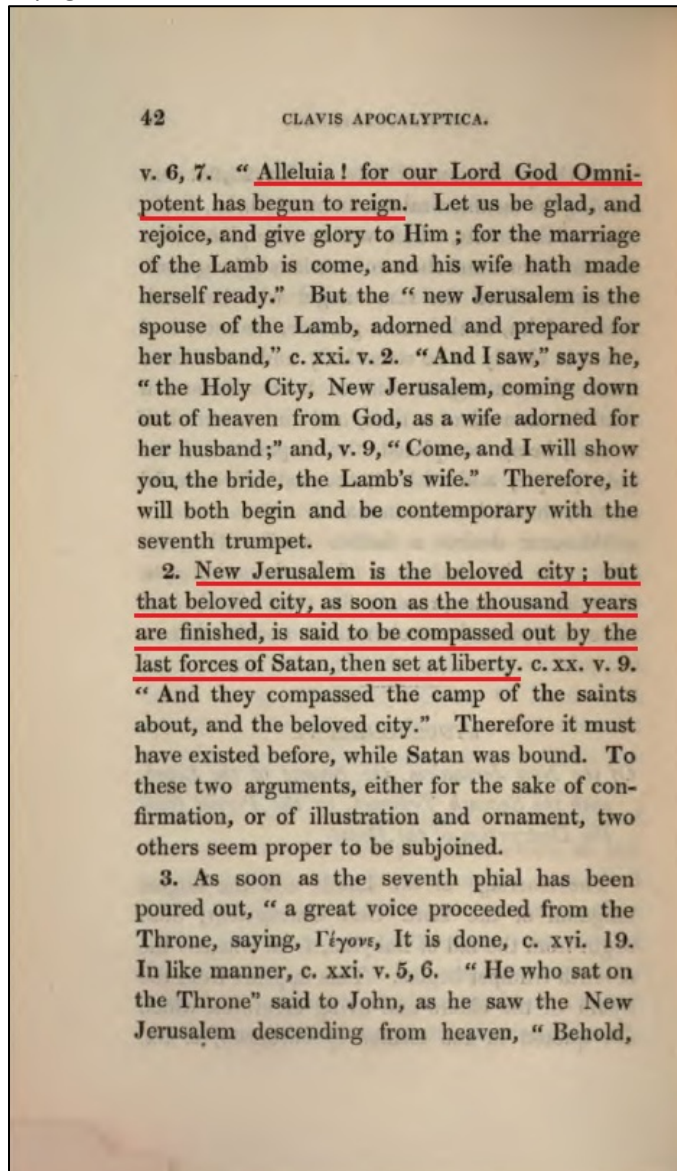 42 CLAVIS APOCALYPTICA.
v. 6, 7. “ Alleluia ! for our Lord God Omni-
potent has begun to reign. Let us be glad, and
rejoice, and give glory to Him ; for the marriage
of the Lamb is come, and his wife hath made
herself ready.” But the “ new Jerusalem is the
spouse of the Lamb, adorned and prepared for
her husband,” c. xxi. v. 2. “ And I saw,” says he,
“ the Holy City, New Jerusalem, coming down
out of heaven from God, as a wife adorned for
her husband ;” and, v. 9, “ Come, and I will show
you, the bride, the Lamb's wife.” Therefore, it
will both begin and be contemporary with the
seventh trumpet.
2. New Jerusalem is the beloved city ; but
that beloved city, as soon as the thousand years
are finished, is said to be compassed out by the
last forces of Satan, then set at liberty. c. xx. v. 9.
“ And they compassed the camp of the saints
about, and the beloved city.” Therefore it must
have existed before, while Satan was bound. To
these two arguments, either for the sake of con-
firmation, or of illustration and ornament, two
others seem proper to be subjoined.
3. As soon as the seventh phial has been
poured out, “ a great voice proceeded from the
Throne, saying, Γέγονε, It is done, c. xvi. 19.
In like manner, c. xxi. v. 5, 6. “ He who sat on
the Throne” said to John, as he saw the New
Jerusalem descending from heaven, “ Behold,